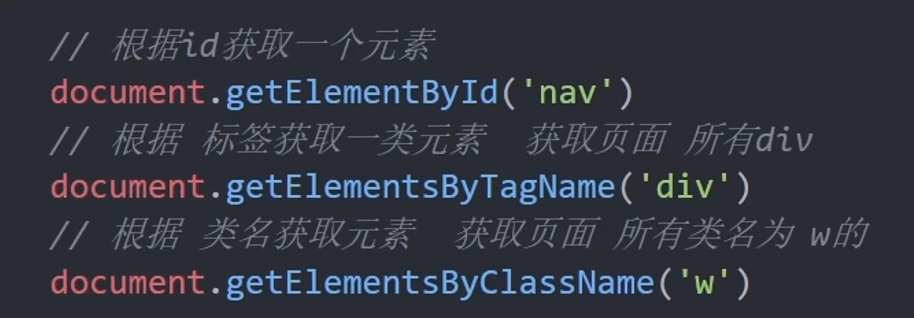 // 根据id获取一个元素
document.getElementById('nav')
// 根据 标签获取一类元素  获取页面 所有div
document.getElementsByTagName('div')
// 根据 类名获取元素  获取页面 所有类名为 w的
document.getElementsByClassName('w')